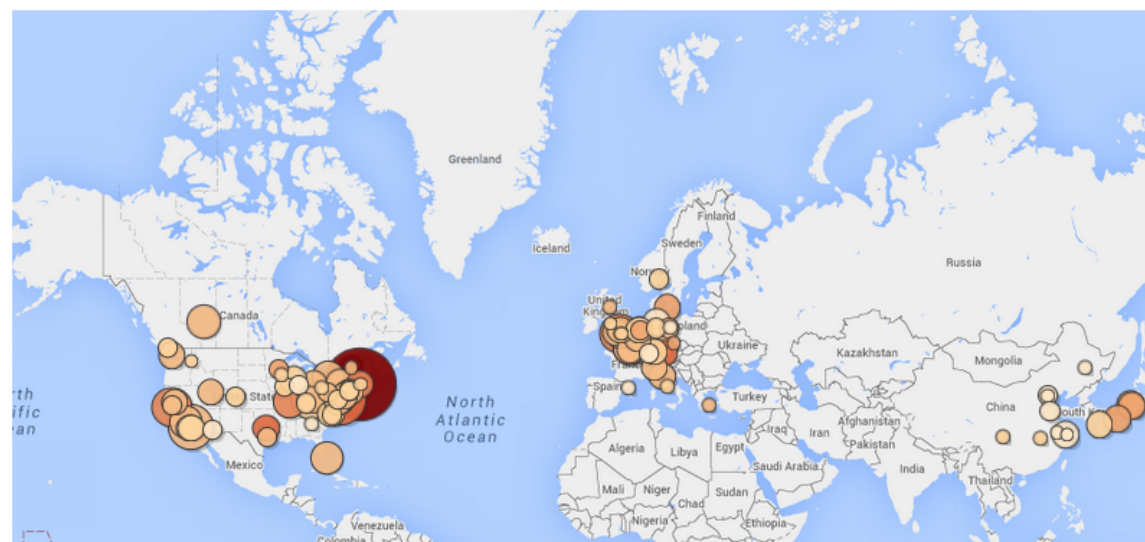 Greenland
Iceland
Finland
Sweden
Russia
Canada
United
Kingdom
Ukraine
Kazakhstan
Mongolia
North
Atlantic
Ocean
Spain
Turkey
China
Afghanistan
Iraq
Iran
Pakistan
Mexico
Algeria
Libya
Egypt
Saudi Arabia
India
Thailand
Mali
Niger
Chad
Sudan
Nigeria
Ethiopia
Venezuela